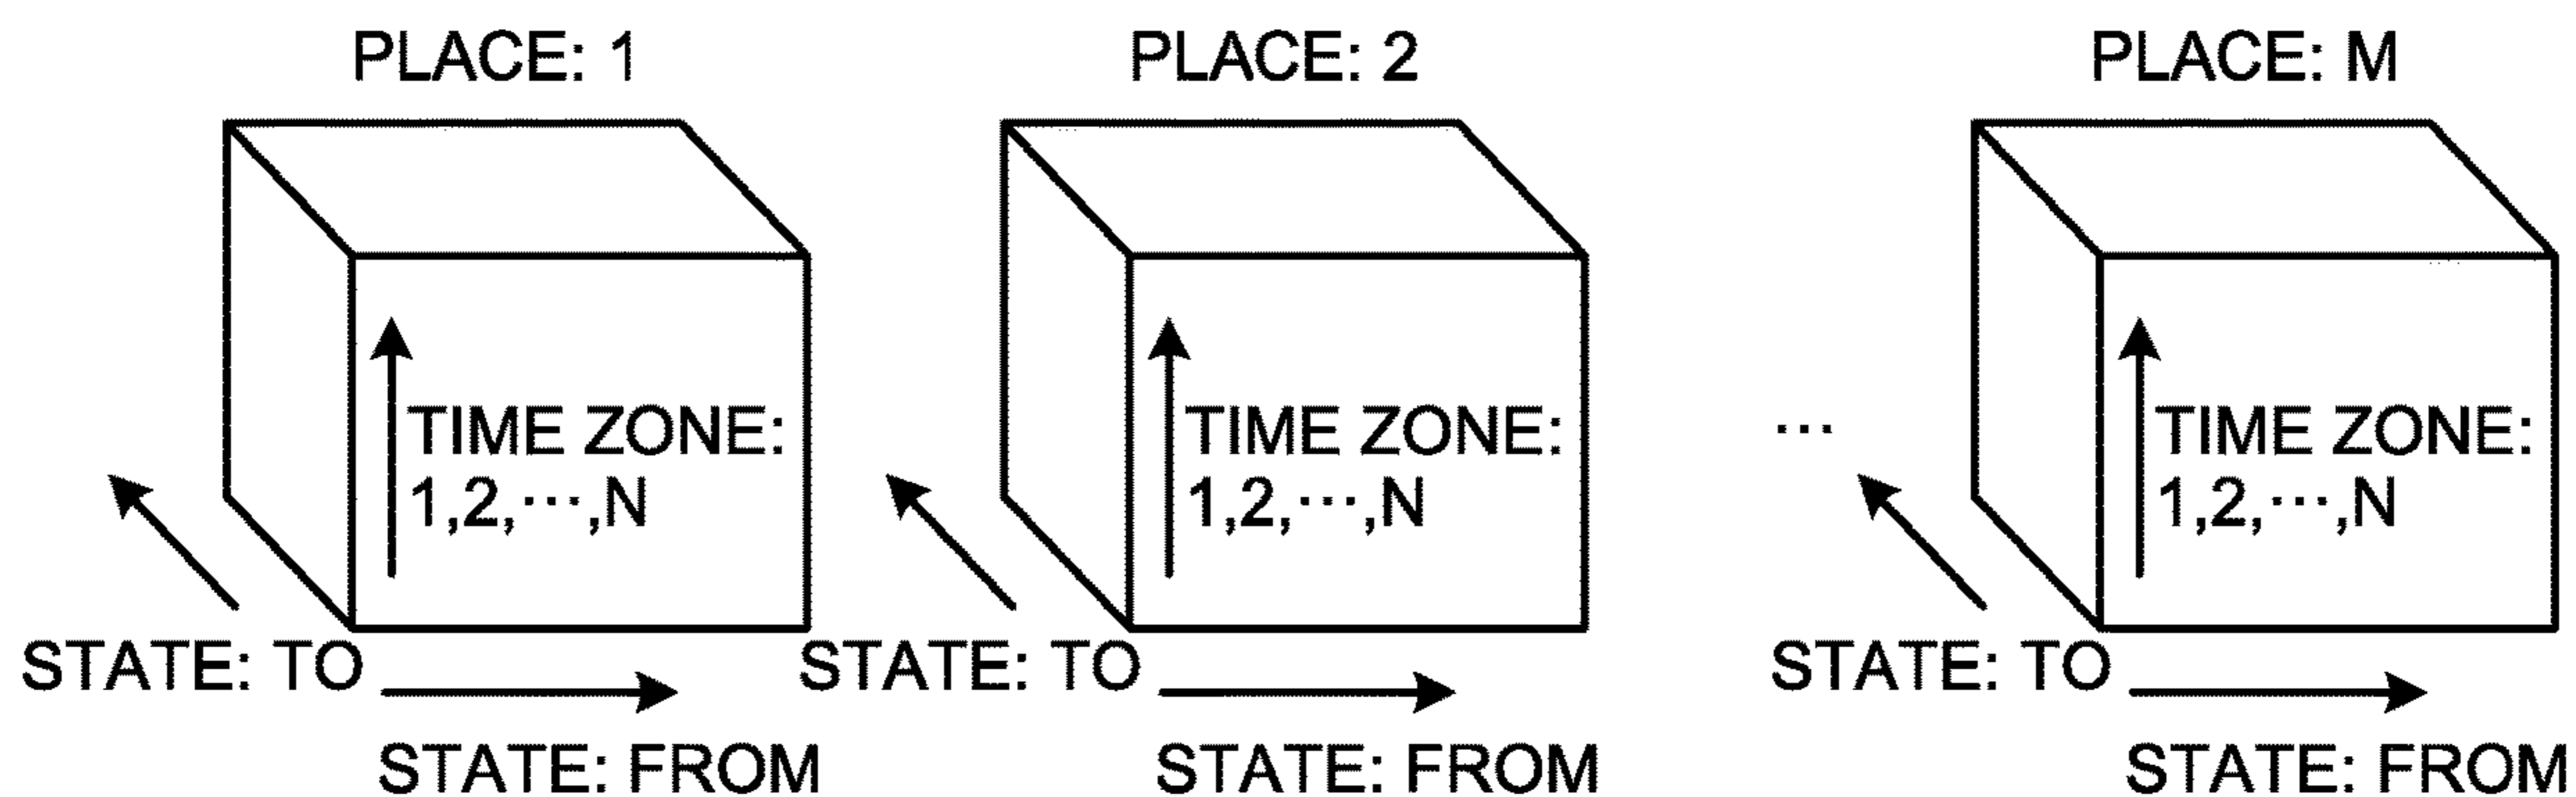 PLACE: 1
PLACE: 2
PLACE: M
TIME ZONE:
1,2,⋯,N
TIME ZONE:
1,2,⋯,N
...
TIME ZONE:
1,2,⋯,N
STATE: TO
STATE: TO
STATE: TO
STATE: FROM
STATE: FROM
STATE: FROM